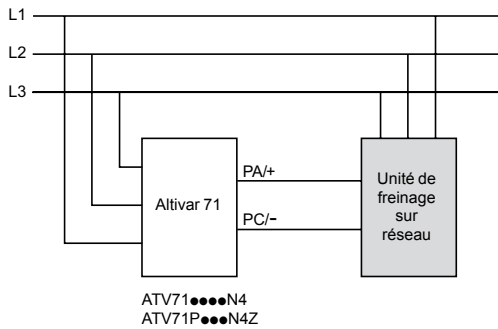 L1
L2
L3
Altivar 71
PA/+
PC/-
Unité de
freinage
sur
réseau
ATV71●●●●N4
ATV71P●●●N4Z